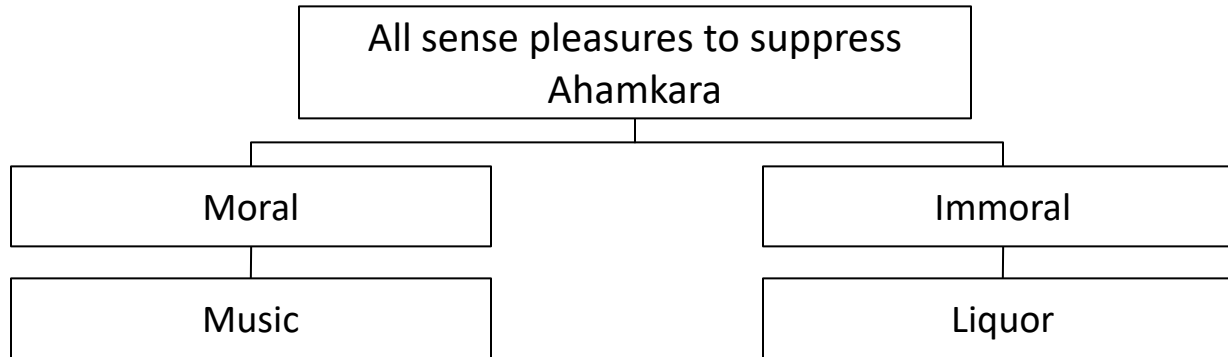 All sense pleasures to suppress
Ahamkara
Moral
Immoral
Music
Liquor